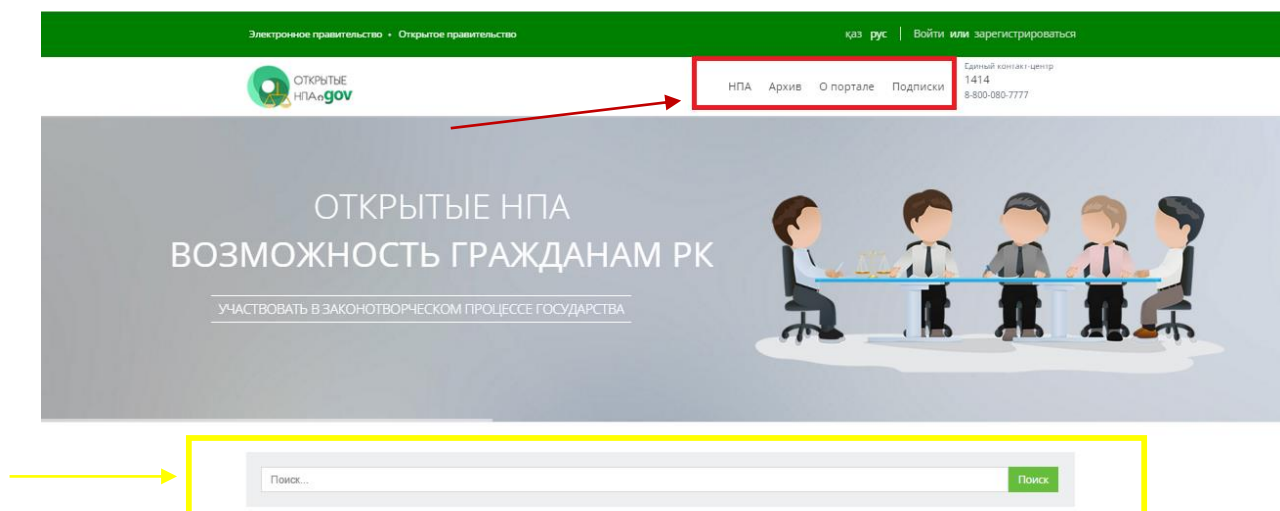 Электронное правительство • Открытое правительство
қаз рус | Войти или зарегистрироваться
ОТКРЫТЫЕ
НПА.gov
НПА Архив О портале Подписки
Единый контакт-центр
1414
8-800-080-7777
ОТКРЫТЫЕ НПА
ВОЗМОЖНОСТЬ ГРАЖДАНАМ РК
УЧАСТВОВАТЬ В ЗАКОНОТВОРЧЕСКОМ ПРОЦЕССЕ ГОСУДАРСТВА
Поиск... Поиск